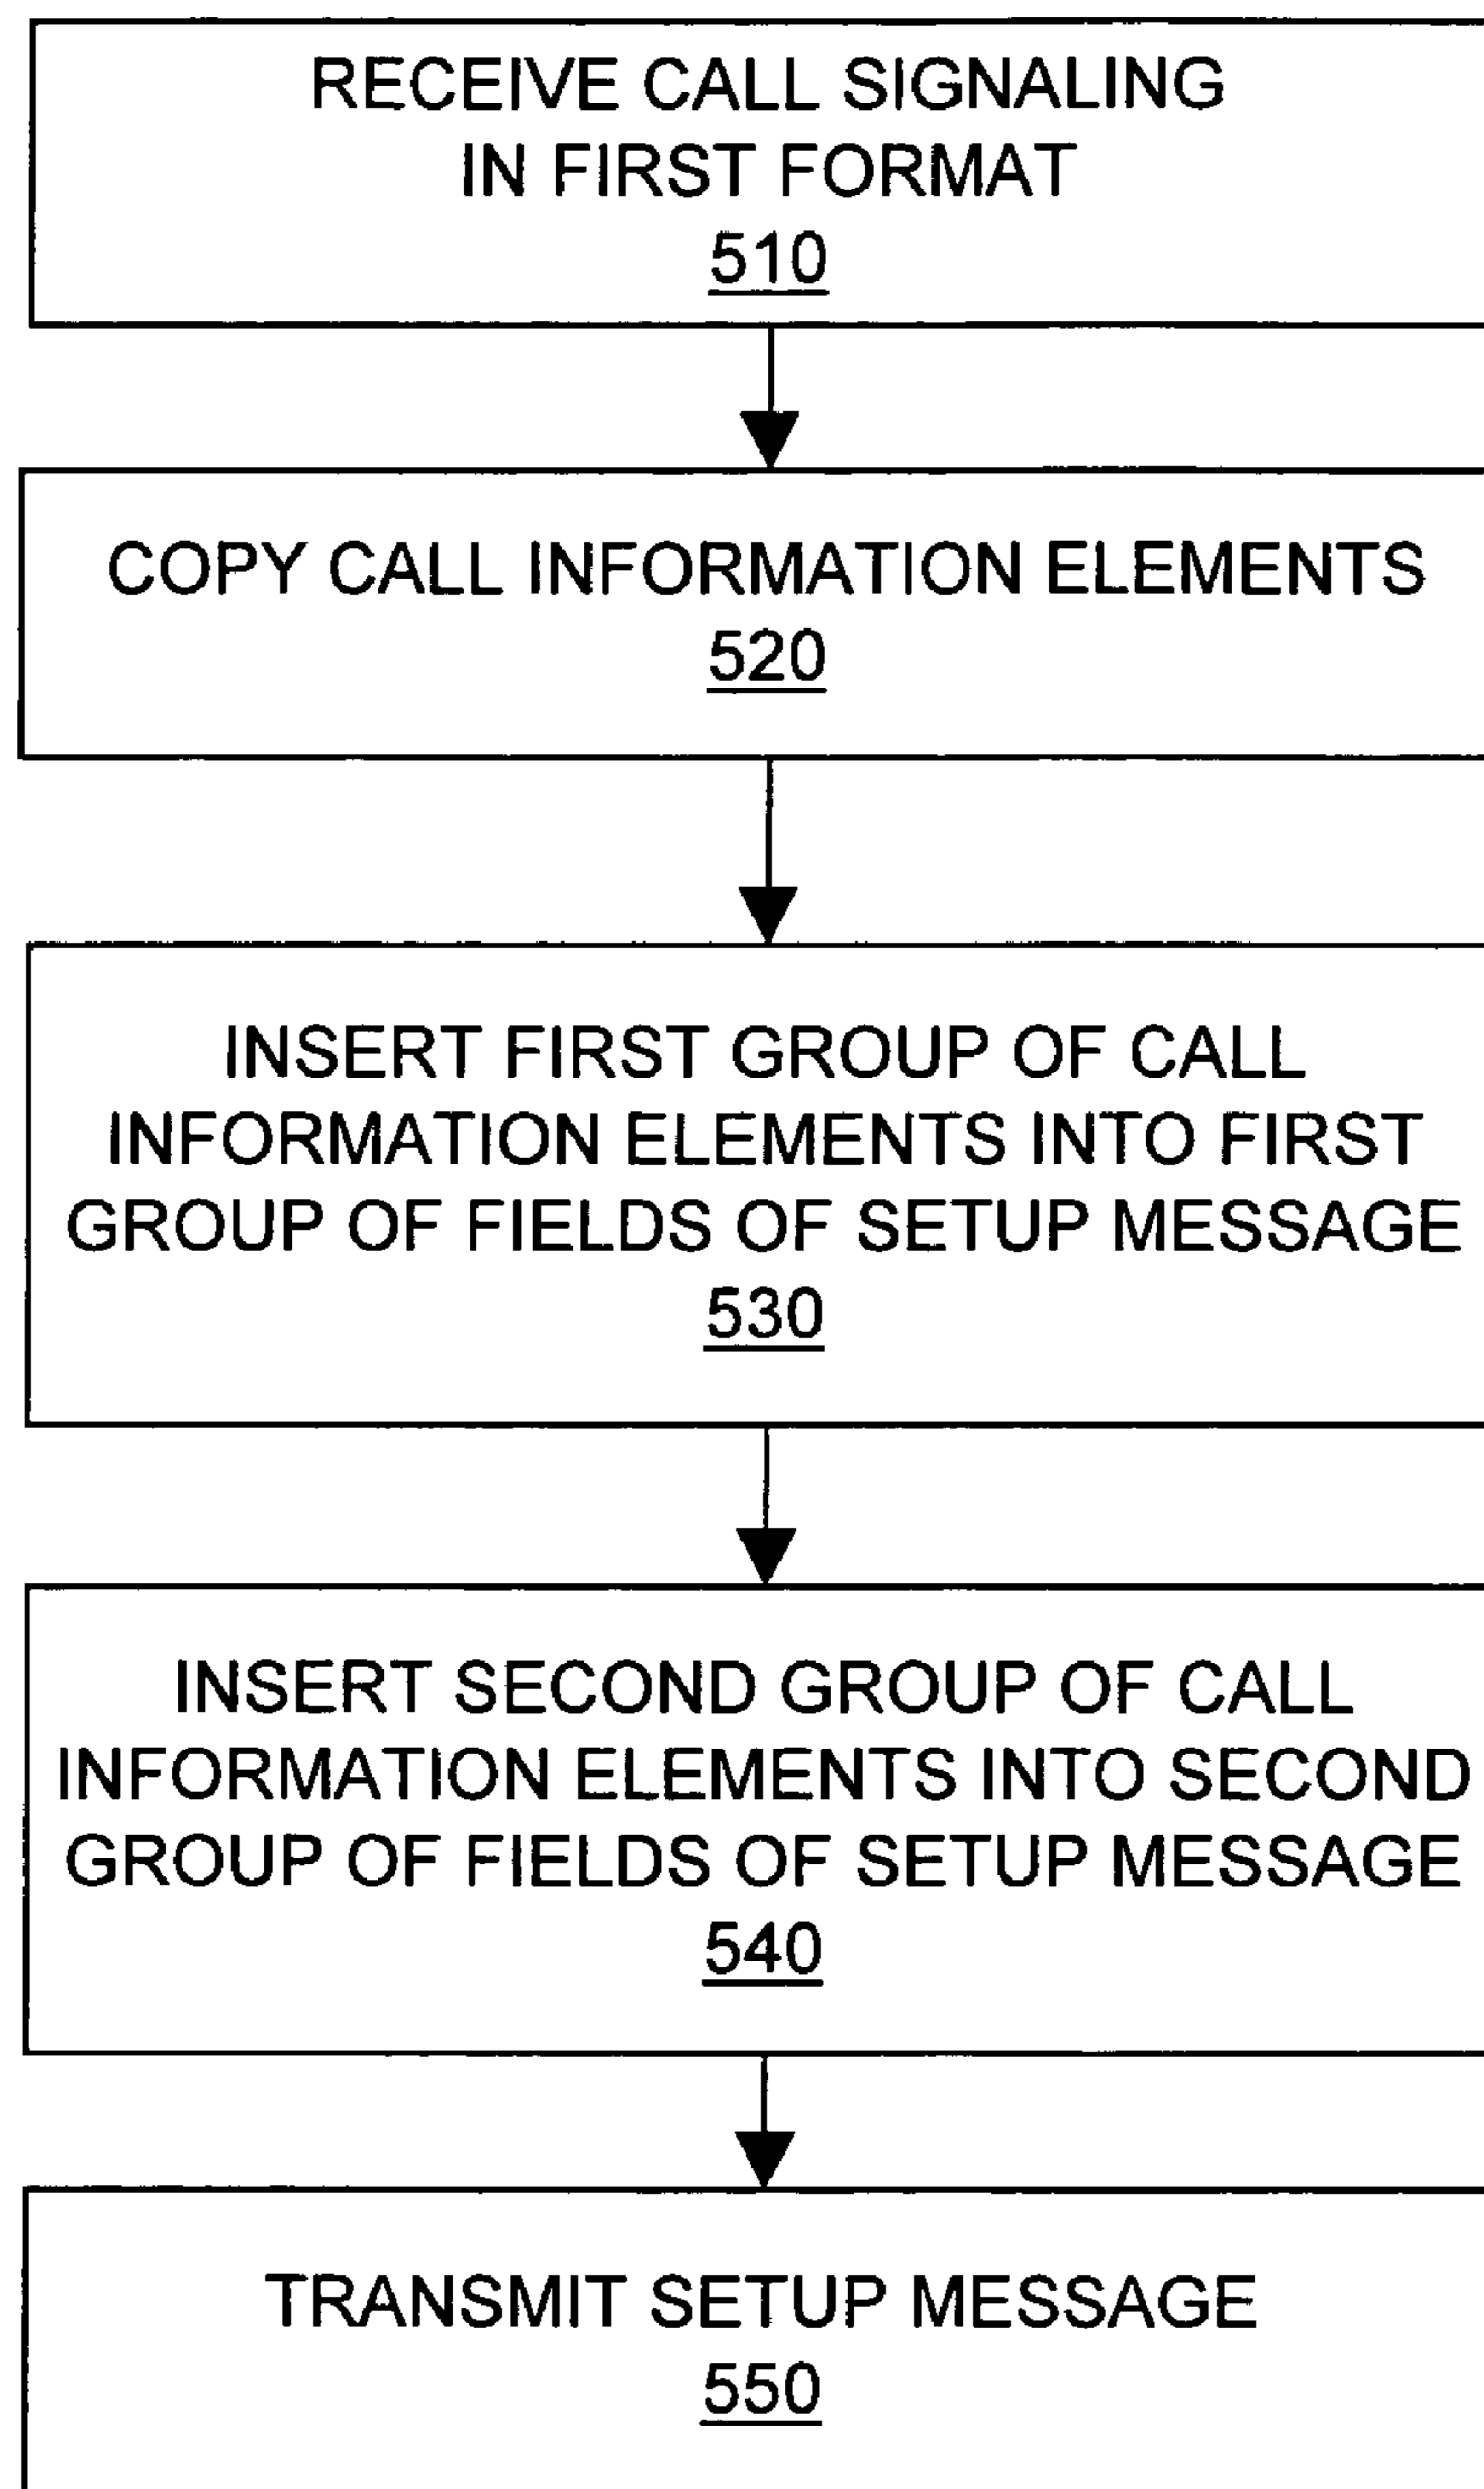 RECEIVE CALL SIGNALING
IN FIRST FORMAT
510
COPY CALL INFORMATION ELEMENTS
520
INSERT FIRST GROUP OF CALL
INFORMATION ELEMENTS INTO FIRST
GROUP OF FIELDS OF SETUP MESSAGE
530
INSERT SECOND GROUP OF CALL
INFORMATION ELEMENTS INTO SECOND
GROUP OF FIELDS OF SETUP MESSAGE
540
TRANSMIT SETUP MESSAGE
550